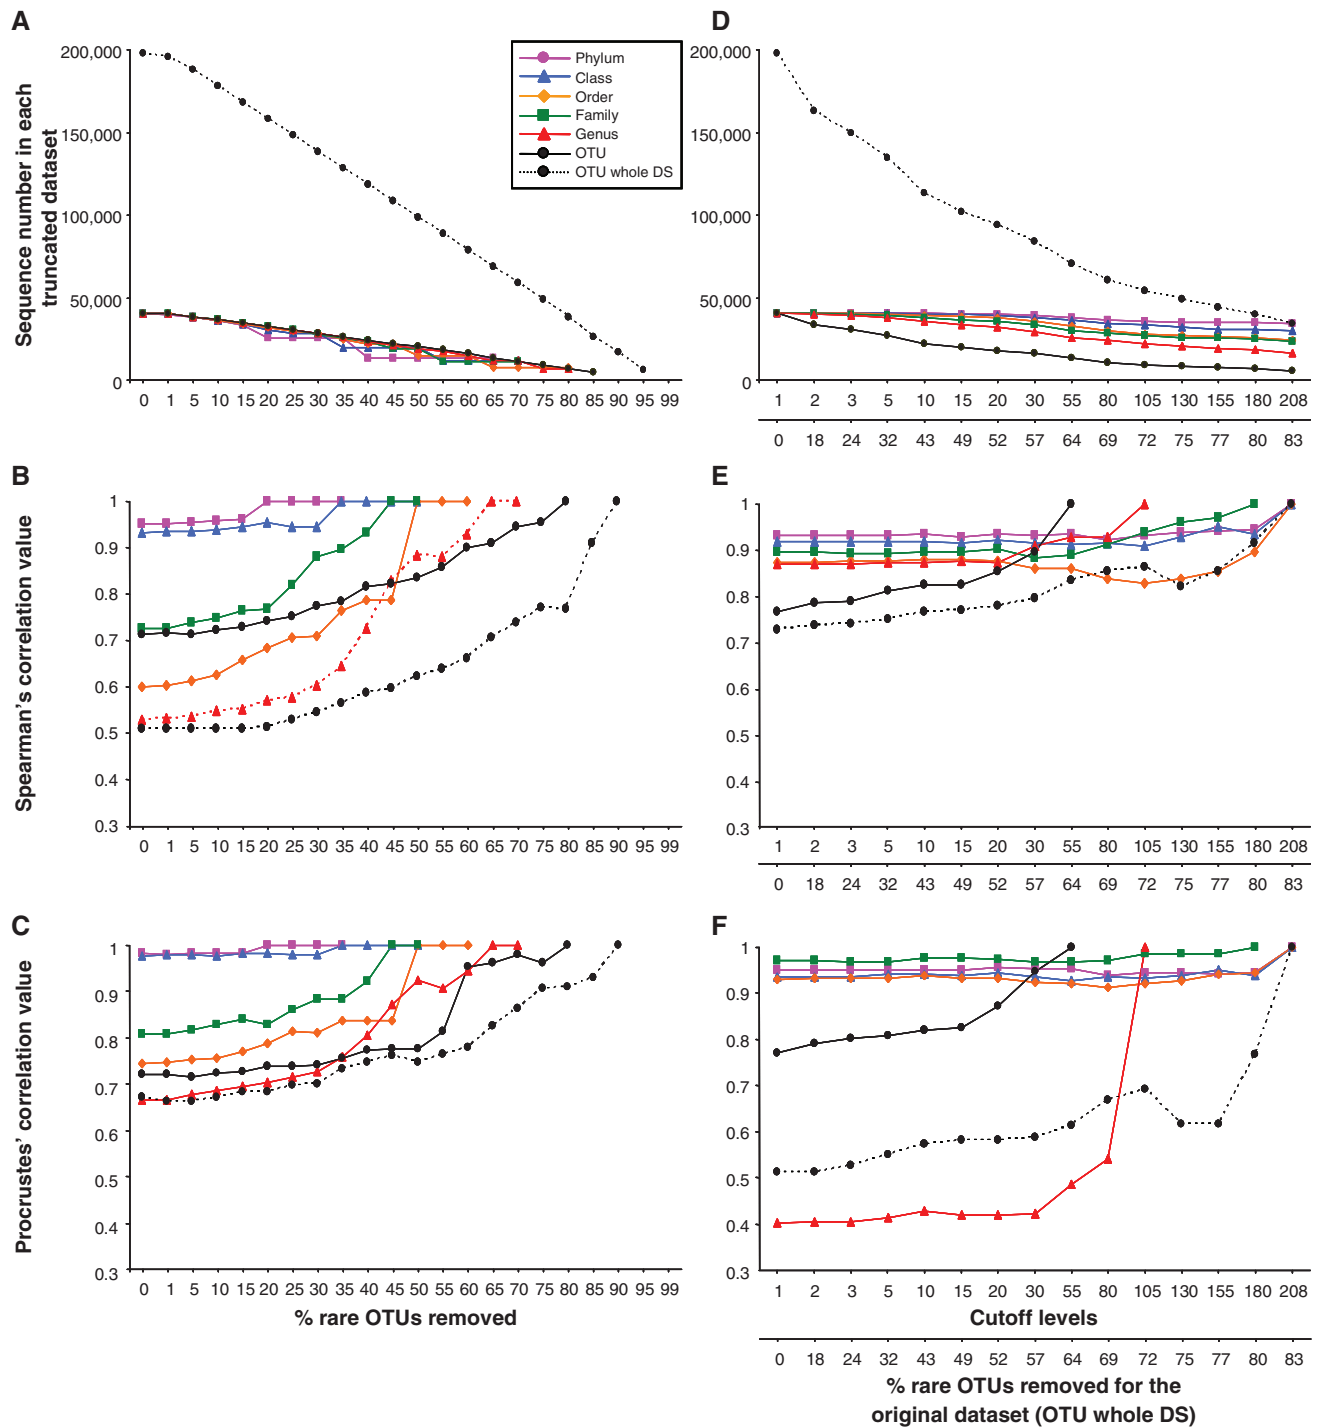 A
Sequence number in each
truncated dataset
200,000
150,000
100,000
50,000
0
0 1 5 10 15 20 25 30 35 40 45 50 55 60 65 70 75 80 85 90 95 99
Phylum
Class
Order
Family
Genus
OTU
OTU whole DS
D
200,000
150,000
100,000
50,000
0
1 2 3 5 10 15 20 30 55 80 105 130 155 180 208
0 18 24 32 43 49 52 57 64 69 72 75 77 80 83
B
Spearman's correlation value
1
0.9
0.8
0.7
0.6
0.5
0.4
0.3
0 1 5 10 15 20 25 30 35 40 45 50 55 60 65 70 75 80 85 90 95 99
E
1
0.9
0.8
0.7
0.6
0.5
0.4
0.3
1 2 3 5 10 15 20 30 55 80 105 130 155 180 208
0 18 24 32 43 49 52 57 64 69 72 75 77 80 83
C
Procrustes' correlation value
1
0.9
0.8
0.7
0.6
0.5
0.4
0.3
0 1 5 10 15 20 25 30 35 40 45 50 55 60 65 70 75 80 85 90 95 99
% rare OTUs removed
F
1
0.9
0.8
0.7
0.6
0.5
0.4
0.3
1 2 3 5 10 15 20 30 55 80 105 130 155 180 208
Cutoff levels
0 18 24 32 43 49 52 57 64 69 72 75 77 80 83
% rare OTUs removed for the
original dataset (OTU whole DS)